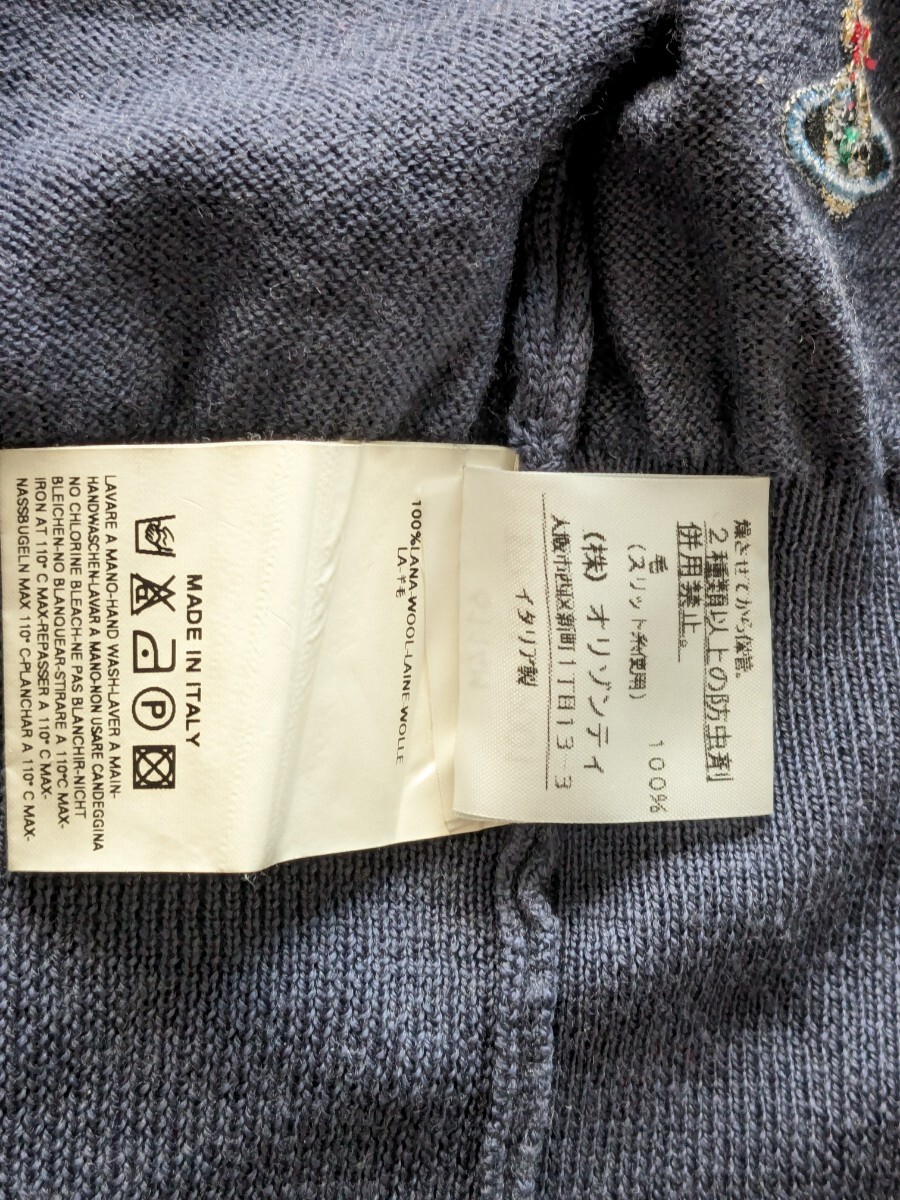 MADE IN ITALY
LAVARE A MANO-HAND WASH-LAVER A MAIN-
HANDWASCHEN-LAVAR A MANO-NON USARE CANDEGGINA
NO CHLORINE BLEACH-NE PAS BLANCHIR-NICHT
BLEICHEN-NO BLANQUEAR-STIRARE A 110°C MAX-
IRON AT 110° C MAX-REPASSER A 110° C MAX-
NASSBUGELN MAX 110° C-PLANCHAR A 110° C MAX-
100%LANA-WOOL-LAINE-WOLLE
LA-羊毛
燥させてから保管。
2種類以上の防虫剤
併用禁止。
毛 100%
(スリット糸使用)
(株)オリゾンティ
大阪市西区新町1丁目13-3
イタリア製